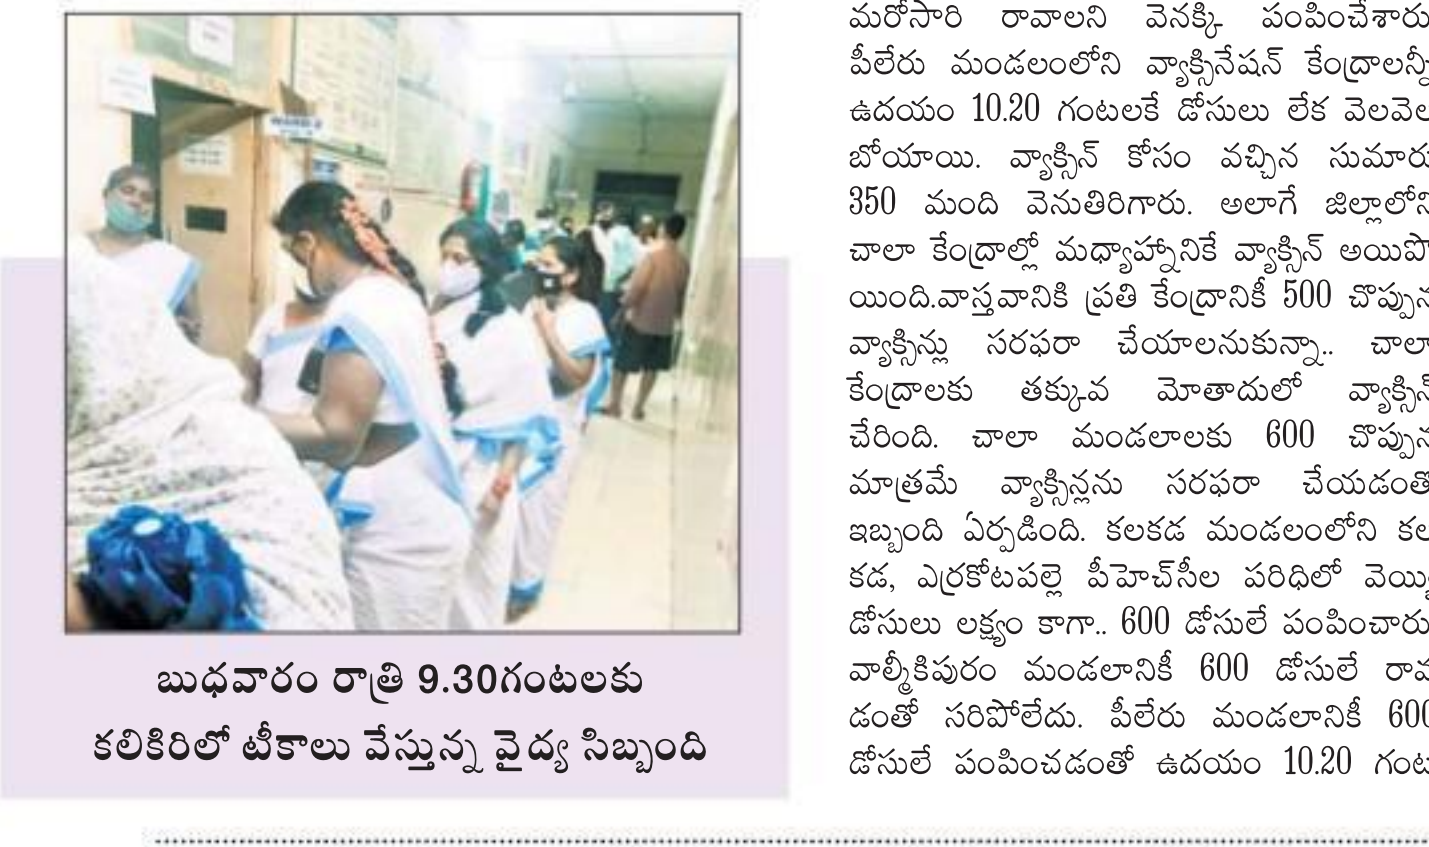 బుధవారం రాత్రి 9.30గంటలకు
కలికిరిలో టీకాలు వేస్తున్న వైద్య సిబ్బంది
మరోసారి రావాలని వెనక్కి పంపించేశారు
పీలేరు మండలంలోని వ్యాక్సినేషన్ కేంద్రాలన్నీ
ఉదయం 10.20 గంటలకే డోసులు లేక వెలవెల
బోయాయి. వ్యాక్సిన్ కోసం వచ్చిన సుమారు
350 మంది వెనుతిరిగారు. అలాగే జిల్లాలోని
చాలా కేంద్రాల్లో మధ్యాహ్నానికే వ్యాక్సిన్ అయిపొ
యింది.వాస్తవానికి ప్రతి కేంద్రానికీ 500 చొప్పున
వ్యాక్సిన్లు సరఫరా చేయాలనుకున్నా.. చాలా
కేంద్రాలకు తక్కువ మోతాదులో వ్యాక్సిన్
చేరింది. చాలా మండలాలకు 600 చొప్పున
మాత్రమే వ్యాక్సిన్లను సరఫరా చేయడంతో
ఇబ్బంది ఏర్పడింది. కలకడ మండలంలోని కల
కడ, ఎర్రకోటపల్లె పీహెచ్‌సీల పరిధిలో వెయ్యి
డోసులు లక్ష్యం కాగా.. 600 డోసులే పంపించారు
వాల్మీకిపురం మండలానికీ 600 డోసులే రావ
డంతో సరిపోలేదు. పీలేరు మండలానికీ 600
డోసులే పంపించడంతో ఉదయం 10.20 గంట